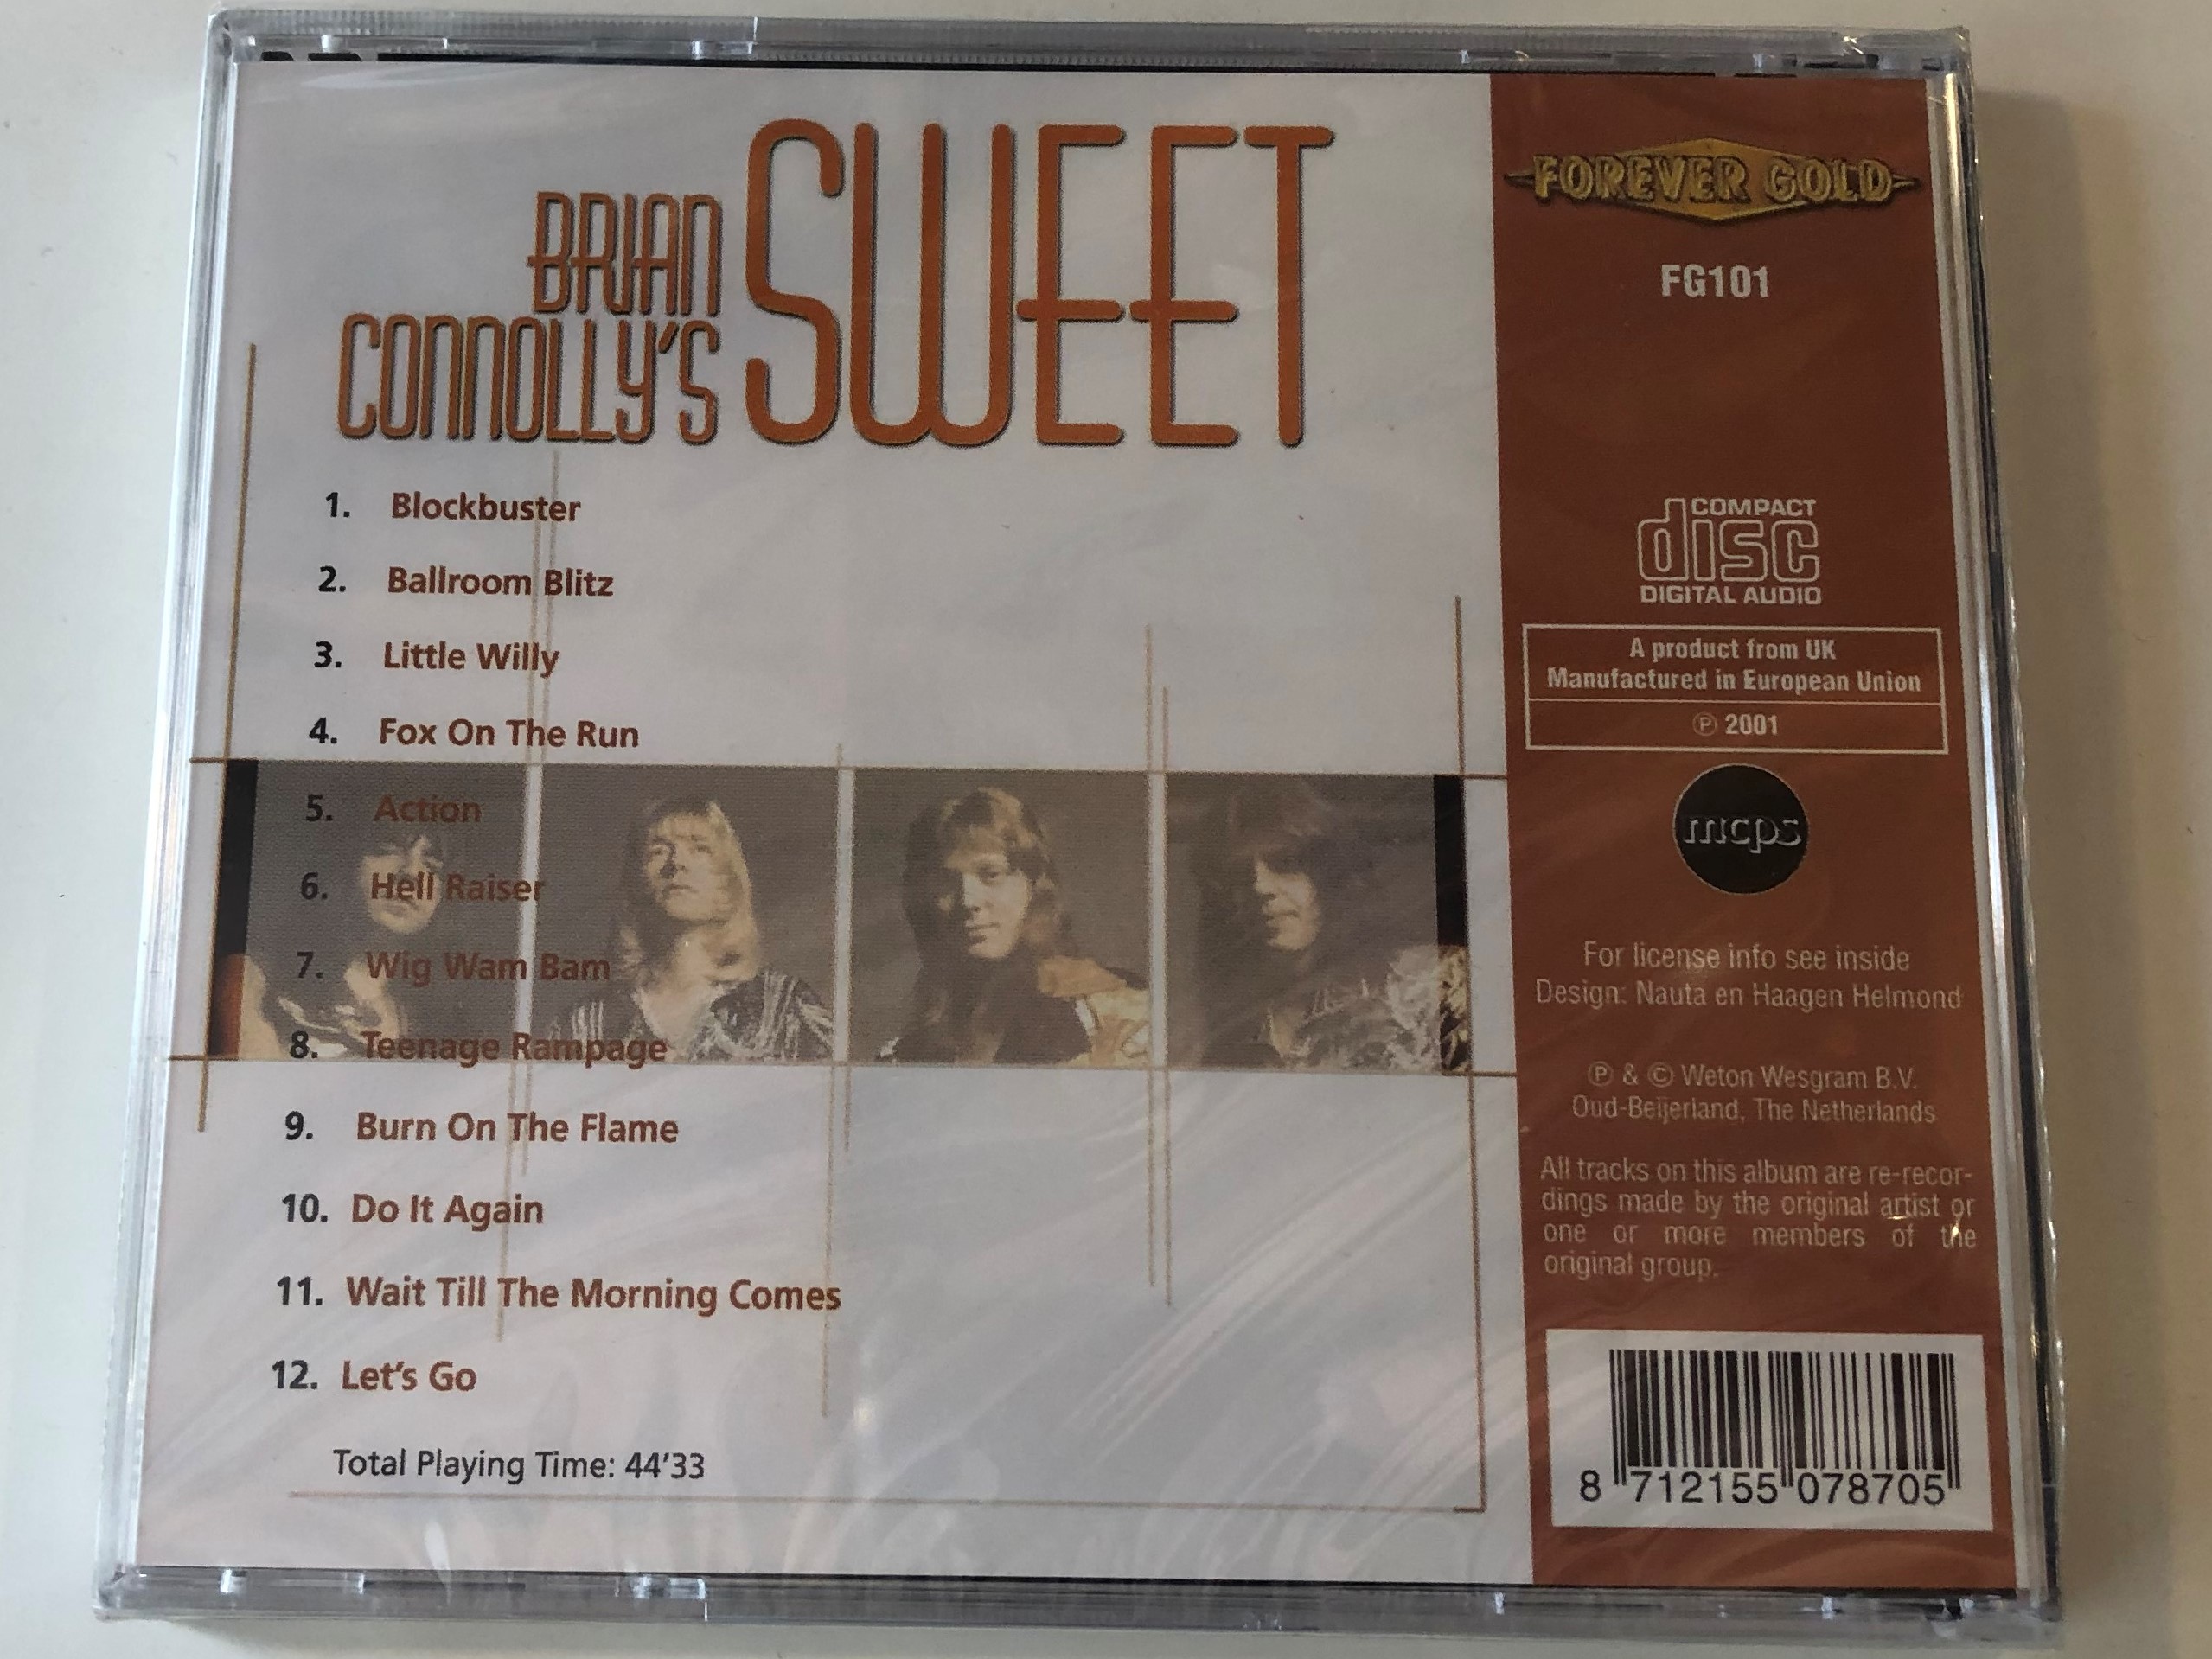 BRIAN
CONNOLLY'S
SWEET
1. Blockbuster
2. Ballroom Blitz
3. Little Willy
4. Fox On The Run
5. Action
6. Hell Raiser
7. Wig Wam Bam
8. Teenage Rampage
9. Burn On The Flame
10. Do It Again
11. Wait Till The Morning Comes
12. Let's Go
Total Playing Time: 44'33
FOREVER GOLD
FG101
COMPACT
disc
DIGITAL AUDIO
A product from UK
Manufactured in European Union
℗ 2001
mcps
For license info see inside
Design: Nauta en Haagen Helmond
℗ & © Weton Wesgram B.V.
Oud-Beijerland, The Netherlands
All tracks on this album are re-recor-
dings made by the original artist or
one or more members of the
original group.
8 712155 078705